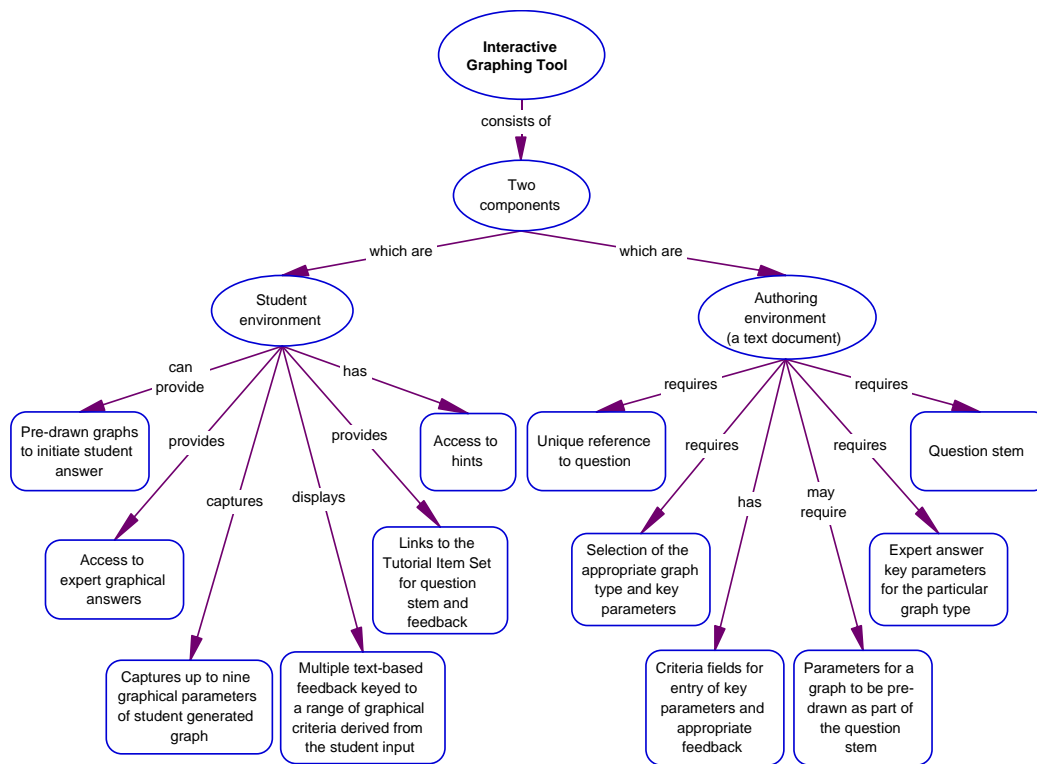 Interactive
Graphing Tool
consists of
Two
components
which are
which are
Student
environment
Authoring
environment
(a text document)
can
provide
has
requires
requires
Pre-drawn graphs
to initiate student
answer
provides
provides
Access to
hints
Unique reference
to question
requires
requires
Question stem
captures
displays
has
may
require
Access to
expert graphical
answers
Links to the
Tutorial Item Set
for question
stem and
feedback
Selection of the
appropriate graph
type and key
parameters
Expert answer
key parameters
for the particular
graph type
Captures up to nine
graphical parameters
of student generated
graph
Multiple text-based
feedback keyed to
a range of graphical
criteria derived from
the student input
Criteria fields for
entry of key
parameters and
appropriate
feedback
Parameters for a
graph to be pre-
drawn as part of
the question
stem